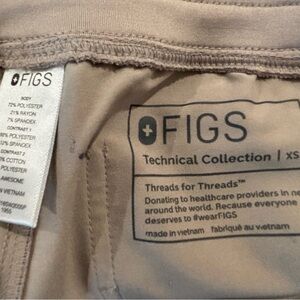 FIGS
BODY
72% POLYESTER
21% RAYON
7% SPANDEX
CONTRAST 1
POLYESTER
SPANDEX
CONTRAST 2
COTTON
POLYESTER
AWESOME
VIETNAM
FIGS
Technical Collection | XS
Threads for Threads™
Donating to healthcare providers in n
around the world. Because everyone
deserves to #wearFIGS
made in vietnam fabriqué au vietnam